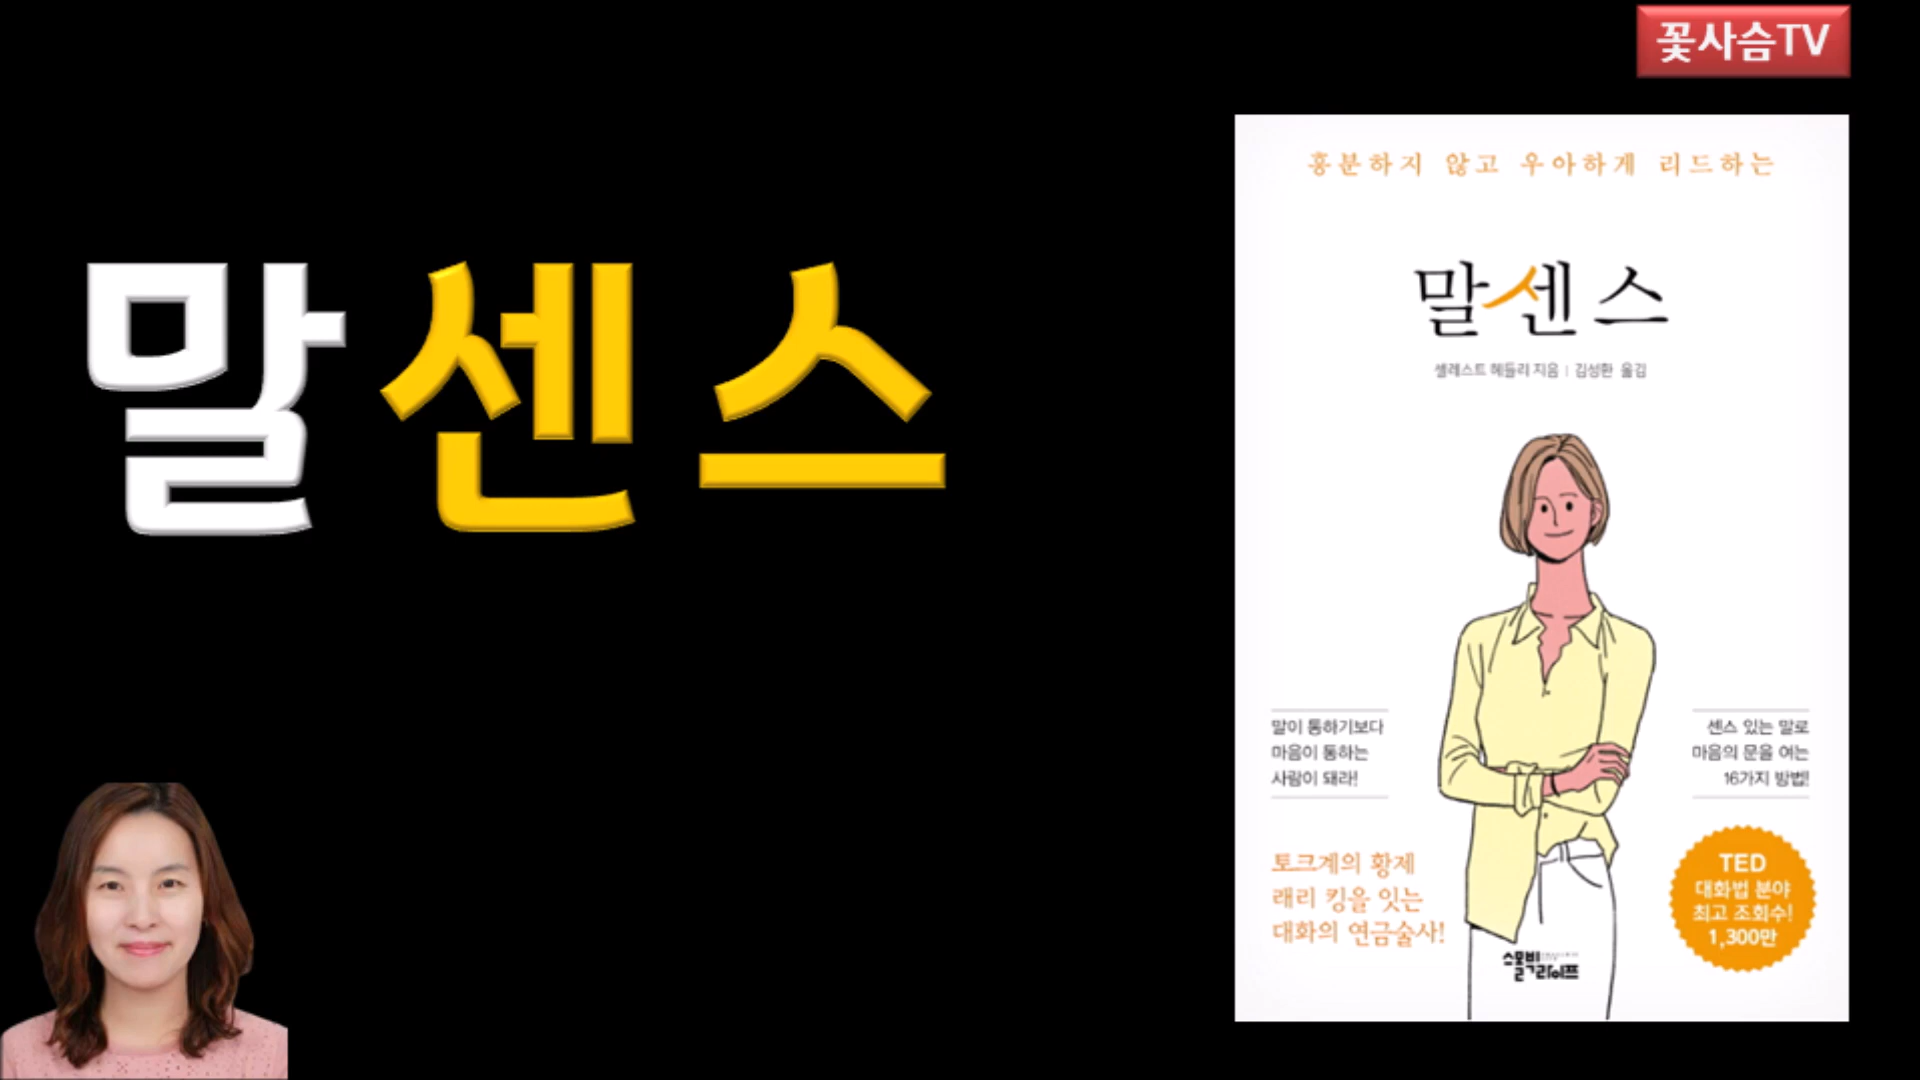 꽃사슴TV
말센스
흥분하지 않고 우아하게 리드하는
말센스
셀레스트 헤들리 지음 | 김성환 옮김
말이 통하기보다
마음이 통하는
사람이 돼라!
센스 있는 말로
마음의 문을 여는
16가지 방법!
토크계의 황제
래리 킹을 잇는
대화의 연금술사!
TED
대화법 분야
최고 조회수!
1,300만
스몰빅라이프